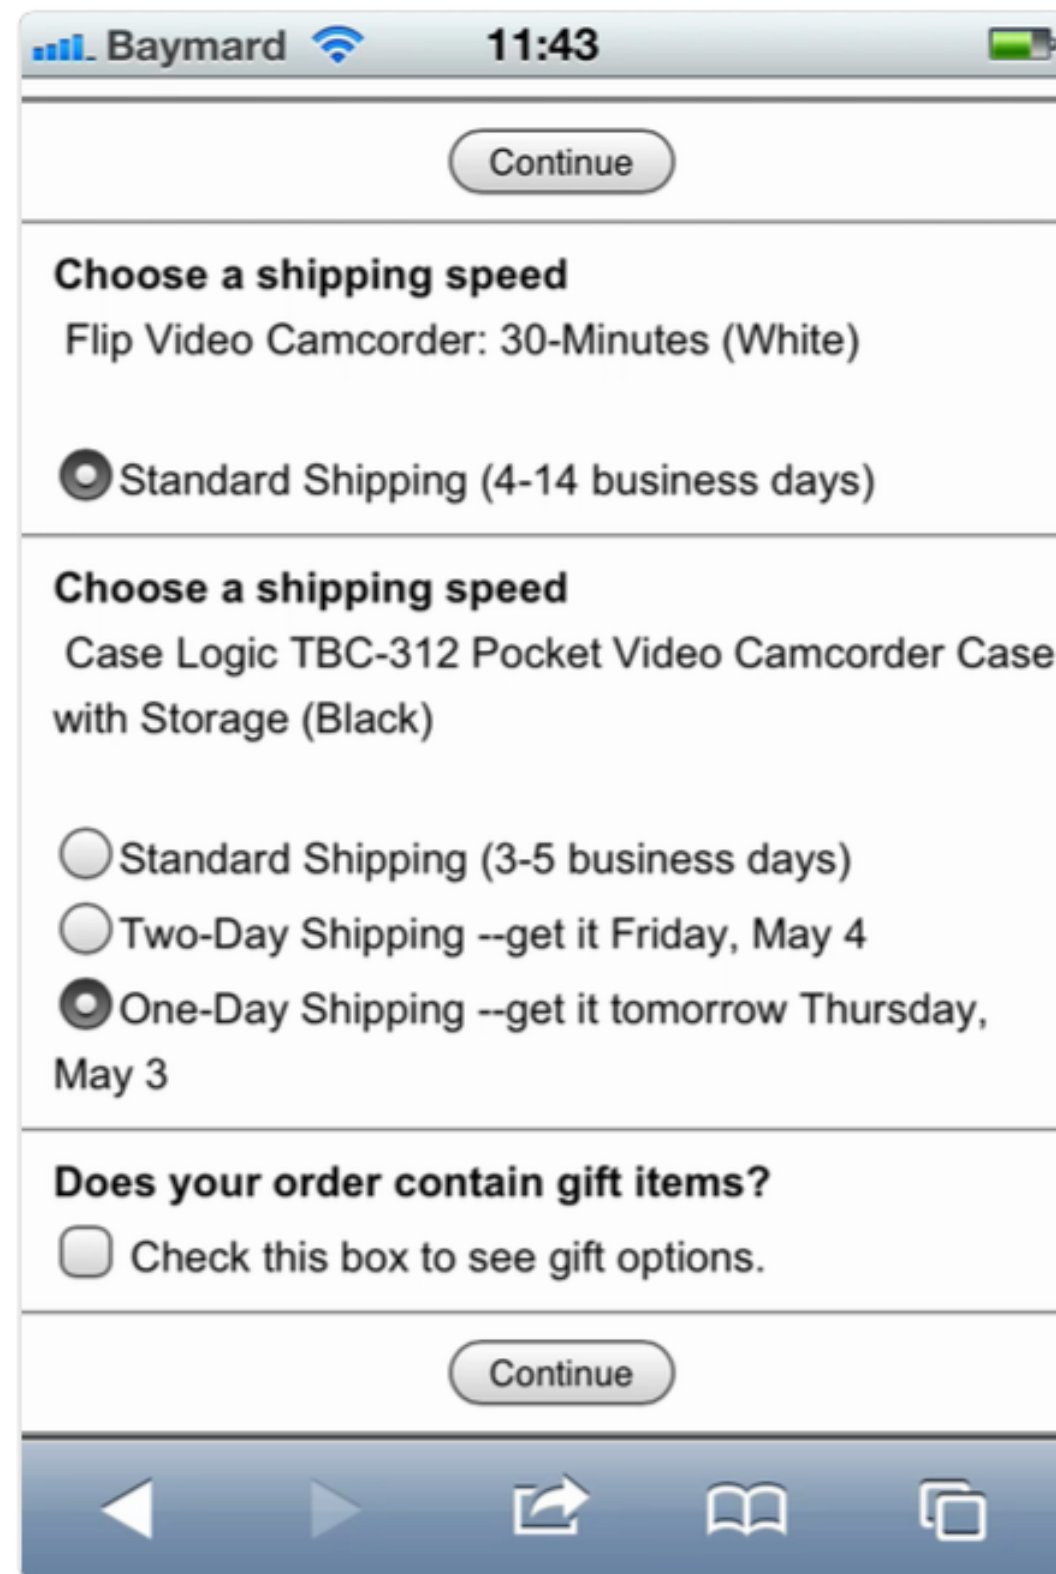 Baymard 11:43
Continue
Choose a shipping speed
Flip Video Camcorder: 30-Minutes (White)
Standard Shipping (4-14 business days)
Choose a shipping speed
Case Logic TBC-312 Pocket Video Camcorder Case
with Storage (Black)
Standard Shipping (3-5 business days)
Two-Day Shipping --get it Friday, May 4
One-Day Shipping --get it tomorrow Thursday,
May 3
Does your order contain gift items?
Check this box to see gift options.
Continue